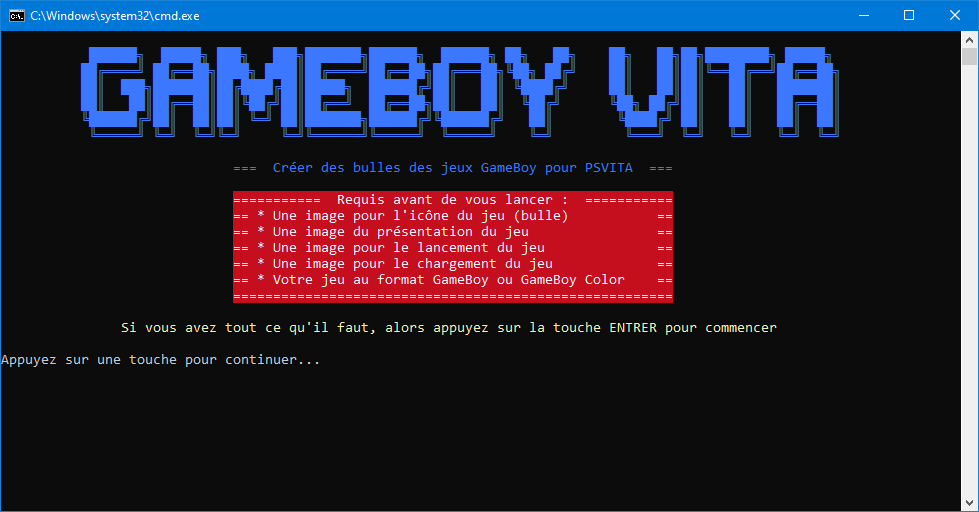 C:\Windows\system32\cmd.exe
GAMEBOY VITA
=== Créer des bulles des jeux GameBoy pour PSVITA ===
=========== Requis avant de vous lancer : ===========
== * Une image pour l'icône du jeu (bulle) ==
== * Une image du présentation du jeu ==
== * Une image pour le lancement du jeu ==
== * Une image pour le chargement du jeu ==
== * Votre jeu au format GameBoy ou GameBoy Color ==
=======================================================
Si vous avez tout ce qu'il faut, alors appuyez sur la touche ENTRER pour commencer
Appuyez sur une touche pour continuer...